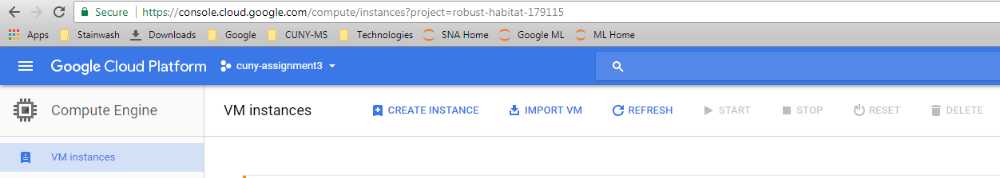 Secure https://console.cloud.google.com/compute/instances?project=robust-habitat-179115
Apps Stainwash Downloads Google CUNY-MS Technologies SNA Home Google ML ML Home
Google Cloud Platform cuny-assignment3
Compute Engine VM instances CREATE INSTANCE IMPORT VM REFRESH START STOP RESET DELETE
VM instances